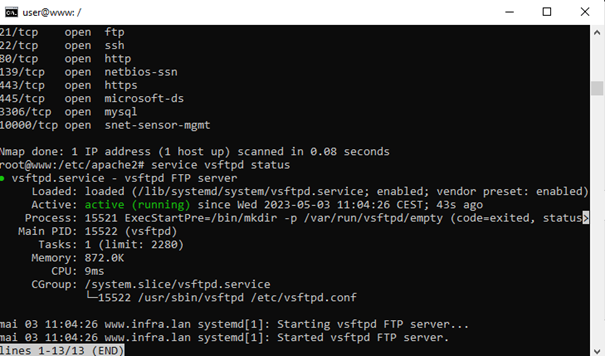 user@www: /
21/tcp    open  ftp
22/tcp    open  ssh
80/tcp    open  http
139/tcp   open  netbios-ssn
443/tcp   open  https
445/tcp   open  microsoft-ds
3306/tcp  open  mysql
10000/tcp open  snet-sensor-mgmt

Nmap done: 1 IP address (1 host up) scanned in 0.08 seconds
root@www:/etc/apache2# service vsftpd status
● vsftpd.service - vsftpd FTP server
     Loaded: loaded (/lib/systemd/system/vsftpd.service; enabled; vendor preset: enabled)
     Active: active (running) since Wed 2023-05-03 11:04:26 CEST; 43s ago
    Process: 15521 ExecStartPre=/bin/mkdir -p /var/run/vsftpd/empty (code=exited, status>
   Main PID: 15522 (vsftpd)
      Tasks: 1 (limit: 2280)
     Memory: 872.0K
        CPU: 9ms
     CGroup: /system.slice/vsftpd.service
             └─15522 /usr/sbin/vsftpd /etc/vsftpd.conf

mai 03 11:04:26 www.infra.lan systemd[1]: Starting vsftpd FTP server...
mai 03 11:04:26 www.infra.lan systemd[1]: Started vsftpd FTP server.
lines 1-13/13 (END)